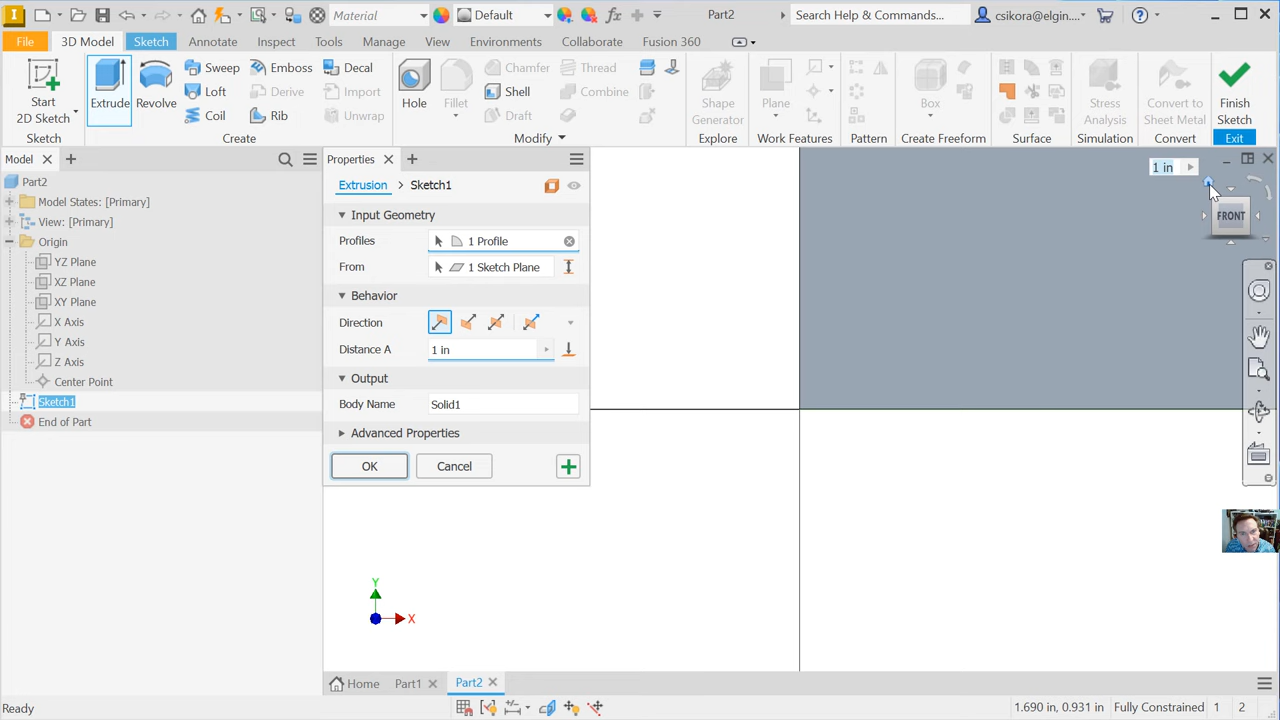 Material
Default
Part2
Search Help & Commands...
csikora@elgin....
File
3D Model
Sketch
Annotate
Inspect
Tools
Manage
View
Environments
Collaborate
Fusion 360
Start
2D Sketch
Sketch
Extrude
Revolve
Sweep
Loft
Coil
Emboss
Derive
Rib
Decal
Import
Unwrap
Create
Hole
Fillet
Chamfer
Shell
Draft
Thread
Combine
Modify
Shape
Generator
Explore
Plane
Work Features
Pattern
Box
Create Freeform
Surface
Stress
Analysis
Simulation
Convert to
Sheet Metal
Convert
Finish
Sketch
Exit
Model
Part2
Model States: [Primary]
View: [Primary]
Origin
YZ Plane
XZ Plane
XY Plane
X Axis
Y Axis
Z Axis
Center Point
Sketch1
End of Part
Properties
Extrusion > Sketch1
Input Geometry
Profiles 1 Profile
From 1 Sketch Plane
Behavior
Direction
Distance A 1 in
Output
Body Name Solid1
Advanced Properties
OK Cancel
1 in
FRONT
Y
X
Home Part1 Part2
Ready
1.690 in, 0.931 in Fully Constrained 1 2